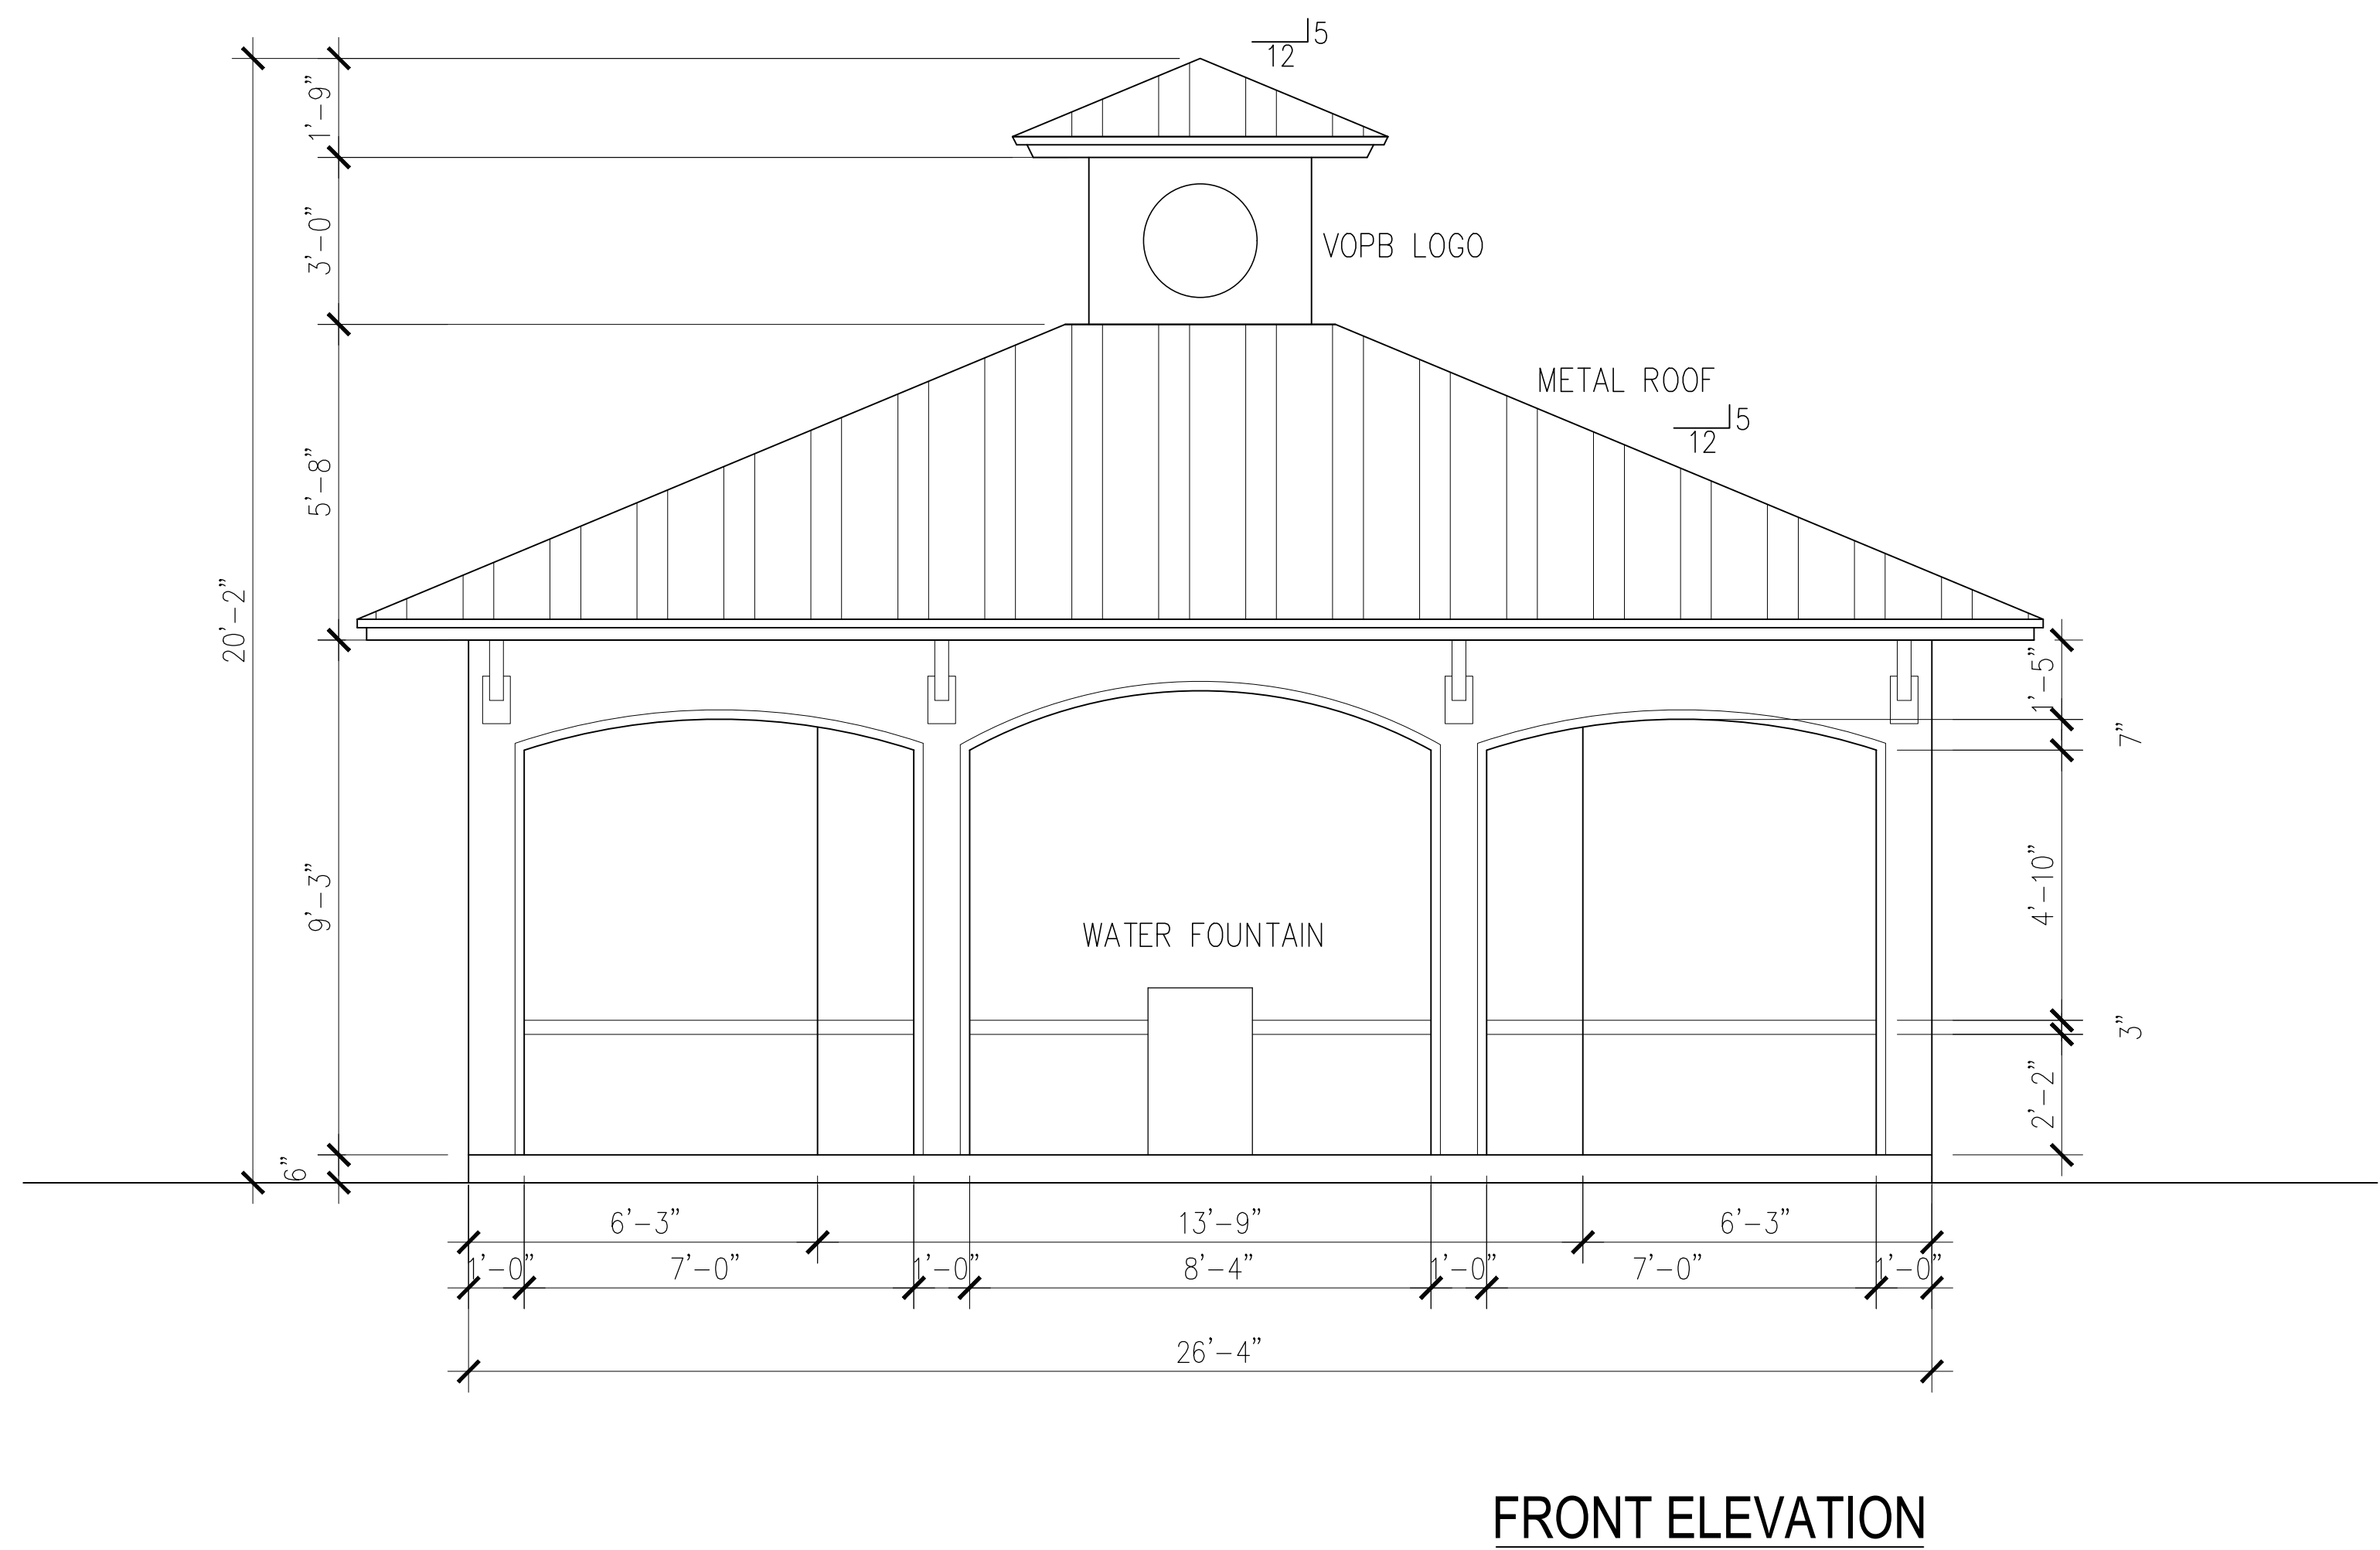 5
12
1'-9"
3'-0"
VOPB LOGO
METAL ROOF
5
12
5'-8"
20'-2"
1'-5"
7"
9'-3"
4'-10"
WATER FOUNTAIN
3"
2'-2"
6"
6'-3" 13'-9" 6'-3"
1'-0" 7'-0" 1'-0" 8'-4" 1'-0" 7'-0" 1'-0"
26'-4"
FRONT ELEVATION